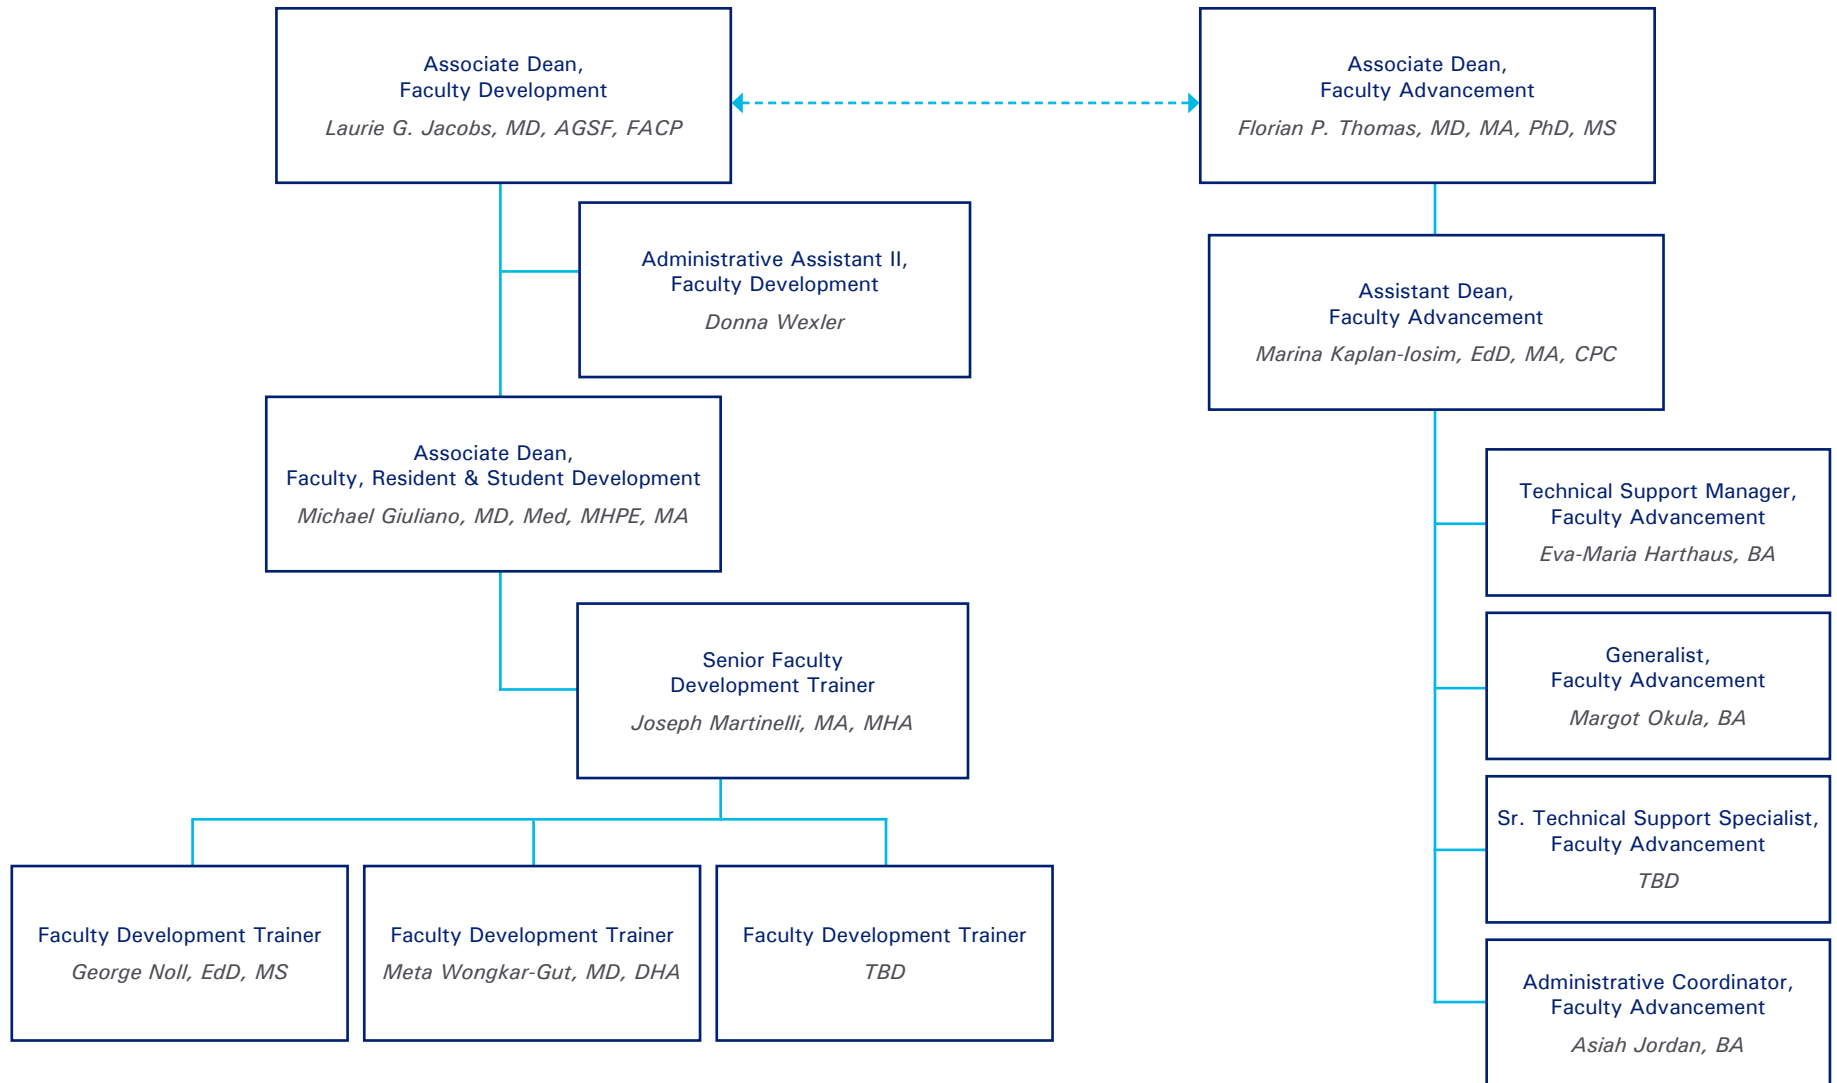 Associate Dean,
Faculty Development
Laurie G. Jacobs, MD, AGSF, FACP
Associate Dean,
Faculty Advancement
Florian P. Thomas, MD, MA, PhD, MS
Administrative Assistant II,
Faculty Development
Donna Wexler
Assistant Dean,
Faculty Advancement
Marina Kaplan-Iosim, EdD, MA, CPC
Associate Dean,
Faculty, Resident & Student Development
Michael Giuliano, MD, Med, MHPE, MA
Technical Support Manager,
Faculty Advancement
Eva-Maria Harthaus, BA
Senior Faculty
Development Trainer
Joseph Martinelli, MA, MHA
Generalist,
Faculty Advancement
Margot Okula, BA
Sr. Technical Support Specialist,
Faculty Advancement
TBD
Faculty Development Trainer
George Noll, EdD, MS
Faculty Development Trainer
Meta Wongkar-Gut, MD, DHA
Faculty Development Trainer
TBD
Administrative Coordinator,
Faculty Advancement
Asiah Jordan, BA